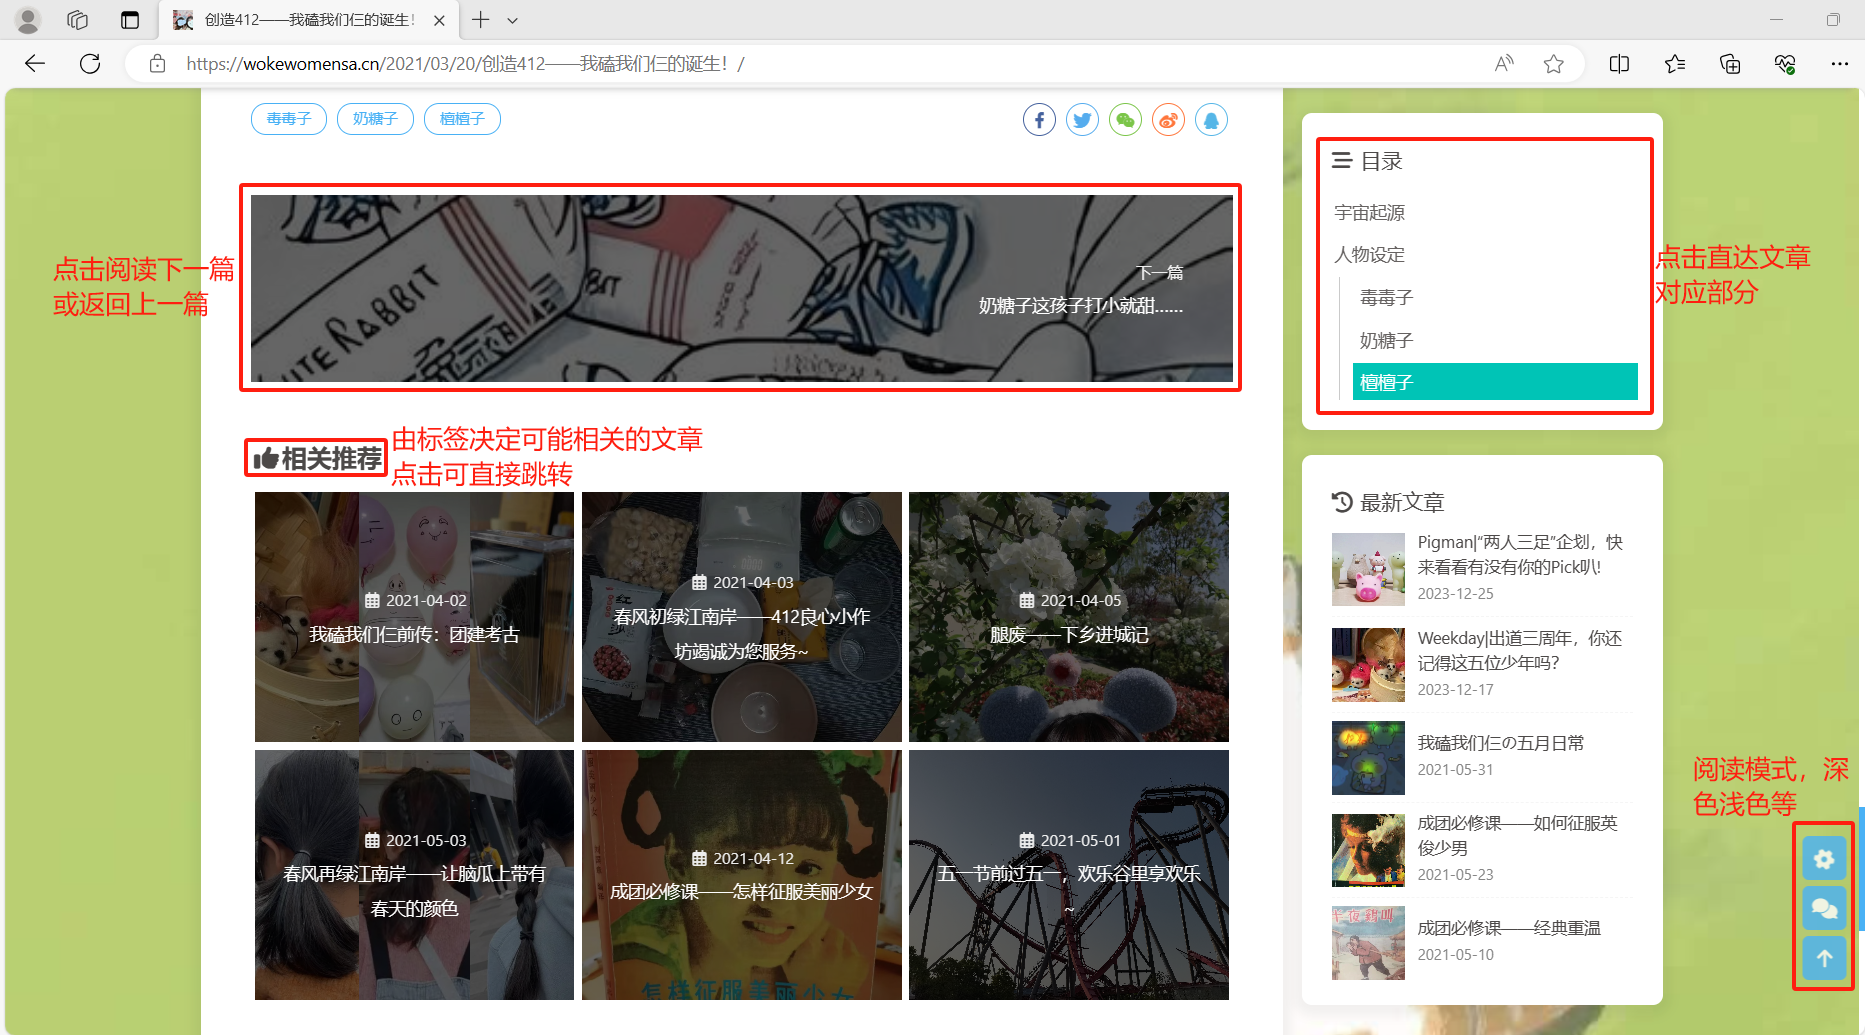 创造412——我磕我们仨的诞生!
https://wokewomensa.cn/2021/03/20/创造412——我磕我们仨的诞生! /
毒毒子
奶糖子
檀檀子
点击阅读下一篇
或返回上一篇
WHITE RABBIT
RABBIT
下一篇
奶糖子这孩子打小就甜......
相关推荐
由标签决定可能相关的文章
点击可直接跳转
2021-04-02
我磕我们仨前传：团建考古
2021-04-03
春风初绿江南岸——412良心小作
坊竭诚为您服务~
2021-04-05
腿废——下乡进城记
2021-05-03
春风再绿江南岸——让脑瓜上带有
春天的颜色
2021-04-12
成团必修课——怎样征服美丽少女
怎样征服美丽少女
2021-05-01
五一节前过五一，欢乐谷里享欢乐
~
目录
宇宙起源
人物设定
毒毒子
奶糖子
檀檀子
点击直达文章
对应部分
最新文章
Pigman|“两人三足”企划，快
来看看有没有你的Pick叭!
2023-12-25
Weekday|出道三周年，你还
记得这五位少年吗?
2023-12-17
我磕我们仨の五月日常
2021-05-31
成团必修课——如何征服英
俊少男
2021-05-23
成团必修课——经典重温
2021-05-10
阅读模式，深
色浅色等